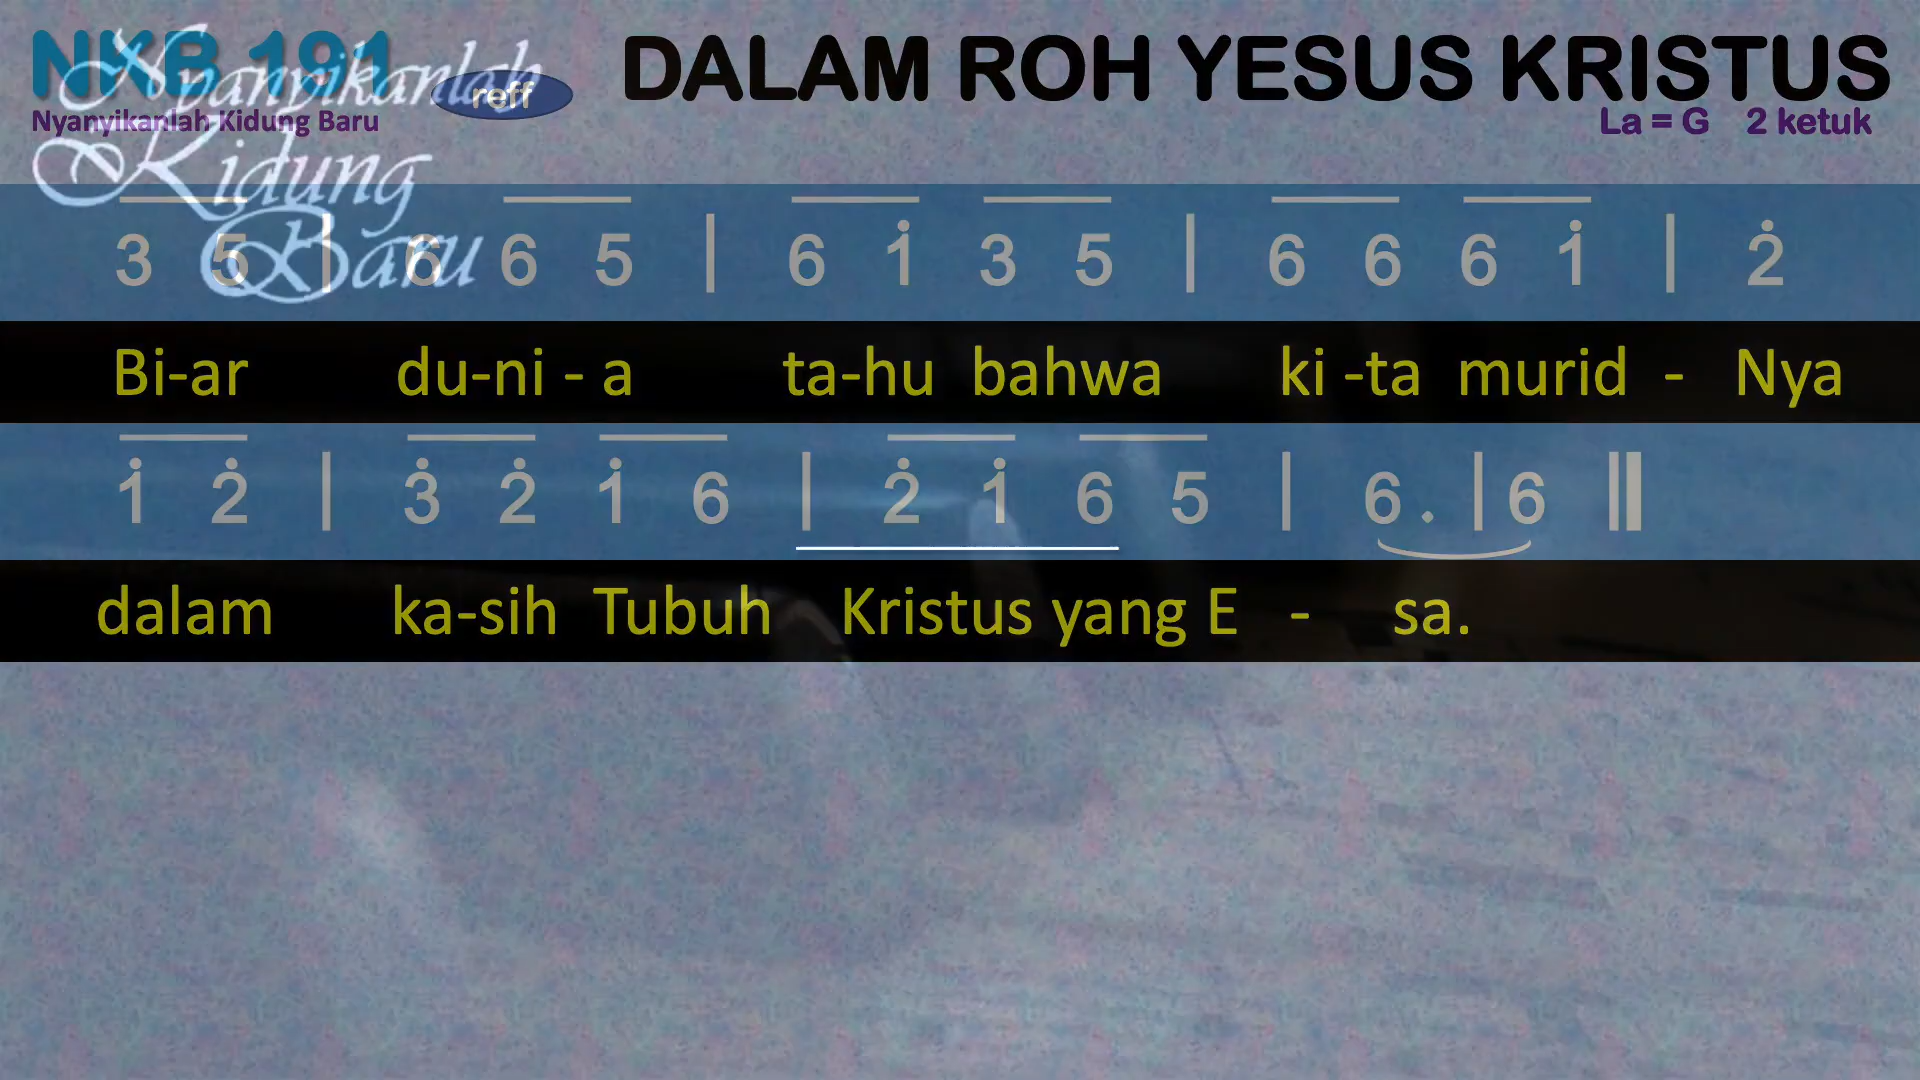 NKB 191
Nyanyikanlah Kidung Baru
Nyanyikanlah
Kidung
Baru
reff
DALAM ROH YESUS KRISTUS
La = G 2 ketuk
3 5 | 6 6 5 | 6 1̇ 3 5 | 6 6 6 1̇ | 2̇
Bi-ar du-ni - a ta-hu bahwa ki -ta murid - Nya
1̇ 2̇ | 3̇ 2̇ 1̇ 6 | 2̇ 1̇ 6 5 | 6 . | 6 ||
dalam ka-sih Tubuh Kristus yang E - sa.